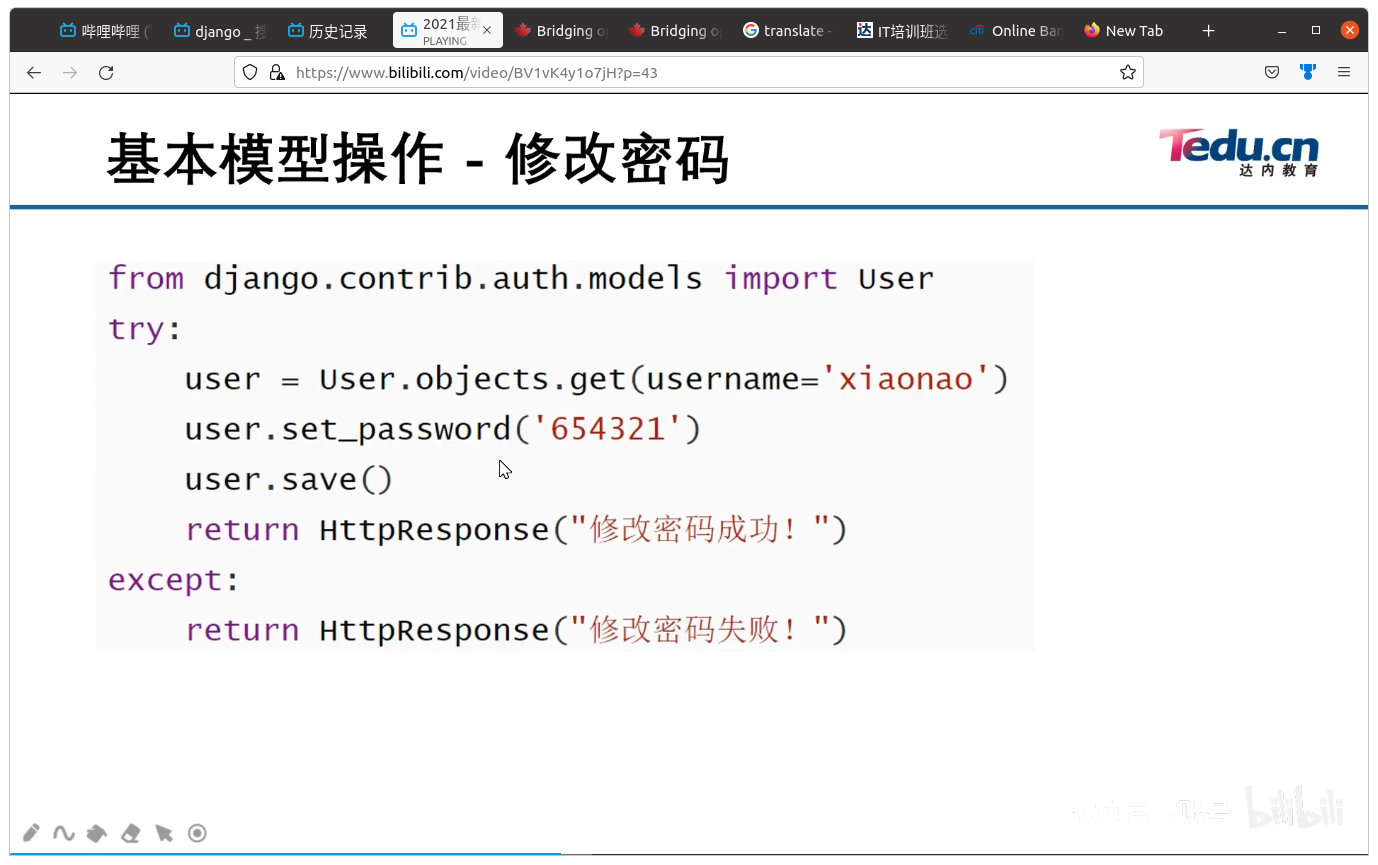 哔哩哔哩 (
django _ 搜
历史记录
2021最新
PLAYING
Bridging o
Bridging o
translate -
IT培训班选
citi
Online Ban
New Tab
https://www.bilibili.com/video/BV1vK4y1o7jH?p=43
基本模型操作 - 修改密码
Tedu.cn
达内教育
from django.contrib.auth.models import User
try:
user = User.objects.get(username='xiaonao')
user.set_password('654321')
user.save()
return HttpResponse("修改密码成功！")
except:
return HttpResponse("修改密码失败！")
bilibili